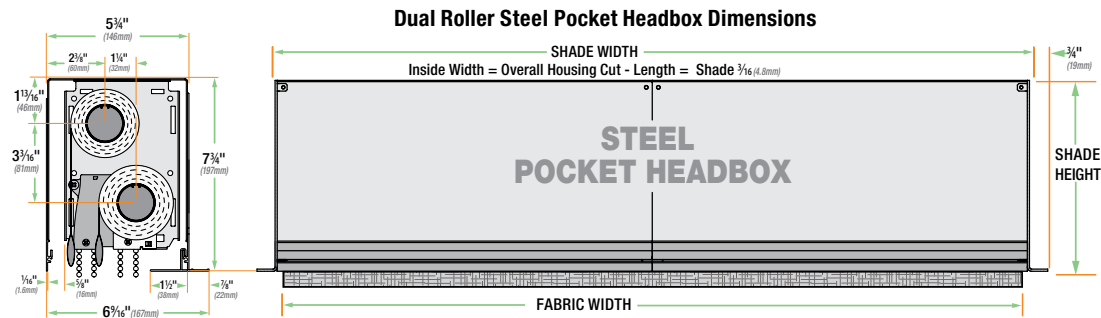 Dual Roller Steel Pocket Headbox Dimensions
5¾"
(146mm)
2⅜"
(60mm)
1¼"
(32mm)
1¹³⁄₁₆"
(46mm)
3³⁄₁₆"
(81mm)
7¾"
(197mm)
¹⁄₁₆"
(1.6mm)
⅝"
(16mm)
1½"
(38mm)
⅞"
(22mm)
6⁹⁄₁₆" (167mm)
SHADE WIDTH
¾"
(19mm)
Inside Width = Overall Housing Cut - Length = Shade ³⁄₁₆ (4.8mm)
STEEL
POCKET HEADBOX
SHADE
HEIGHT
FABRIC WIDTH